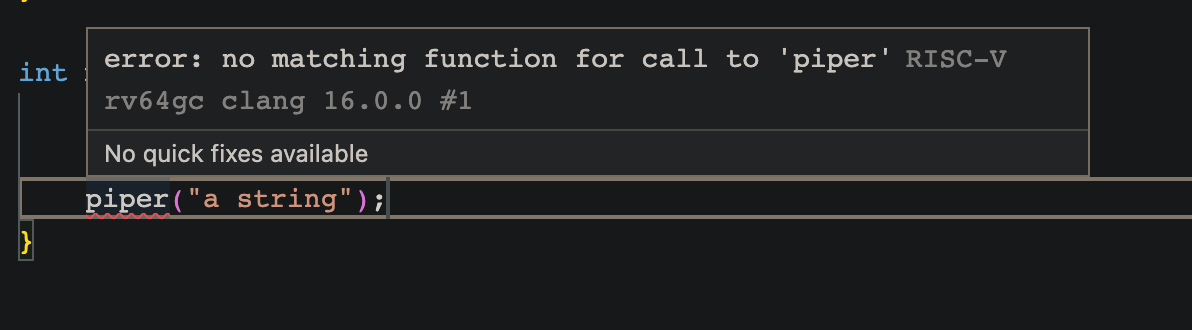 }
error: no matching function for call to 'piper' RISC-V
int
rv64gc clang 16.0.0 #1
No quick fixes available
piper("a string");
}